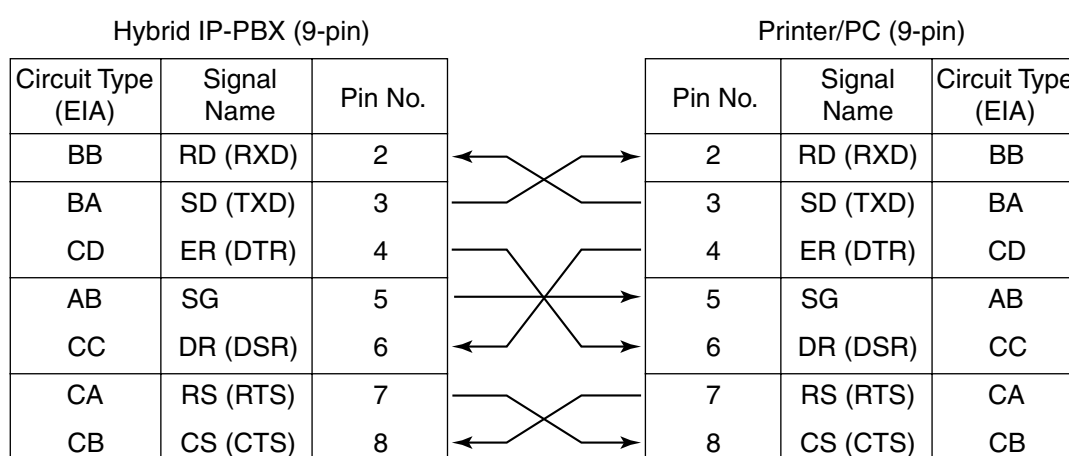 Hybrid IP-PBX (9-pin) Printer/PC (9-pin)
Circuit Type (EIA) Signal Name Pin No. Pin No. Signal Name Circuit Type (EIA)
BB RD (RXD) 2 2 RD (RXD) BB
BA SD (TXD) 3 3 SD (TXD) BA
CD ER (DTR) 4 4 ER (DTR) CD
AB SG 5 5 SG AB
CC DR (DSR) 6 6 DR (DSR) CC
CA RS (RTS) 7 7 RS (RTS) CA
CB CS (CTS) 8 8 CS (CTS) CB